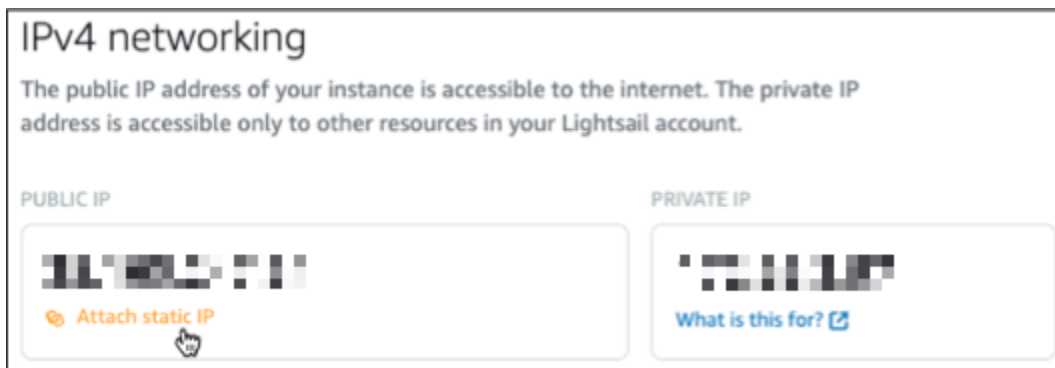 IPv4 networking
The public IP address of your instance is accessible to the internet. The private IP
address is accessible only to other resources in your Lightsail account.
PUBLIC IP
PRIVATE IP
Attach static IP
What is this for?